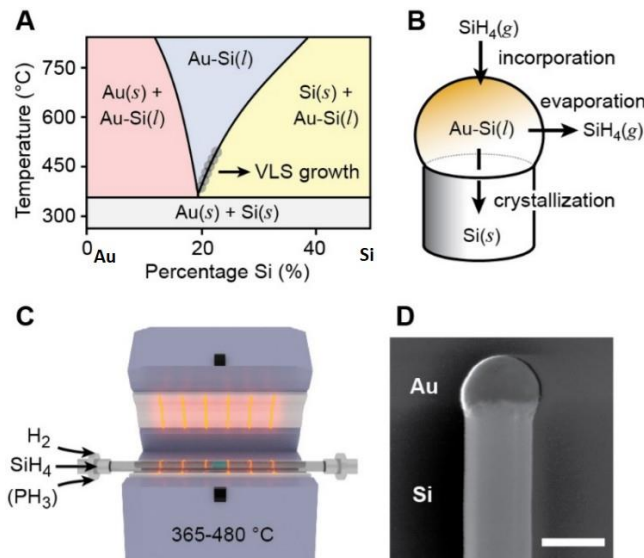 A
Temperature (°C)
750
600
450
300
Au(s) +
Au-Si(l)
Au-Si(l)
Si(s) +
Au-Si(l)
VLS growth
Au(s) + Si(s)
0
20
40
Au
Si
Percentage Si (%)
B
SiH₄(g)
incorporation
evaporation
Au-Si(l)
SiH₄(g)
crystallization
Si(s)
C
H₂
SiH₄
(PH₃)
365-480 °C
D
Au
Si